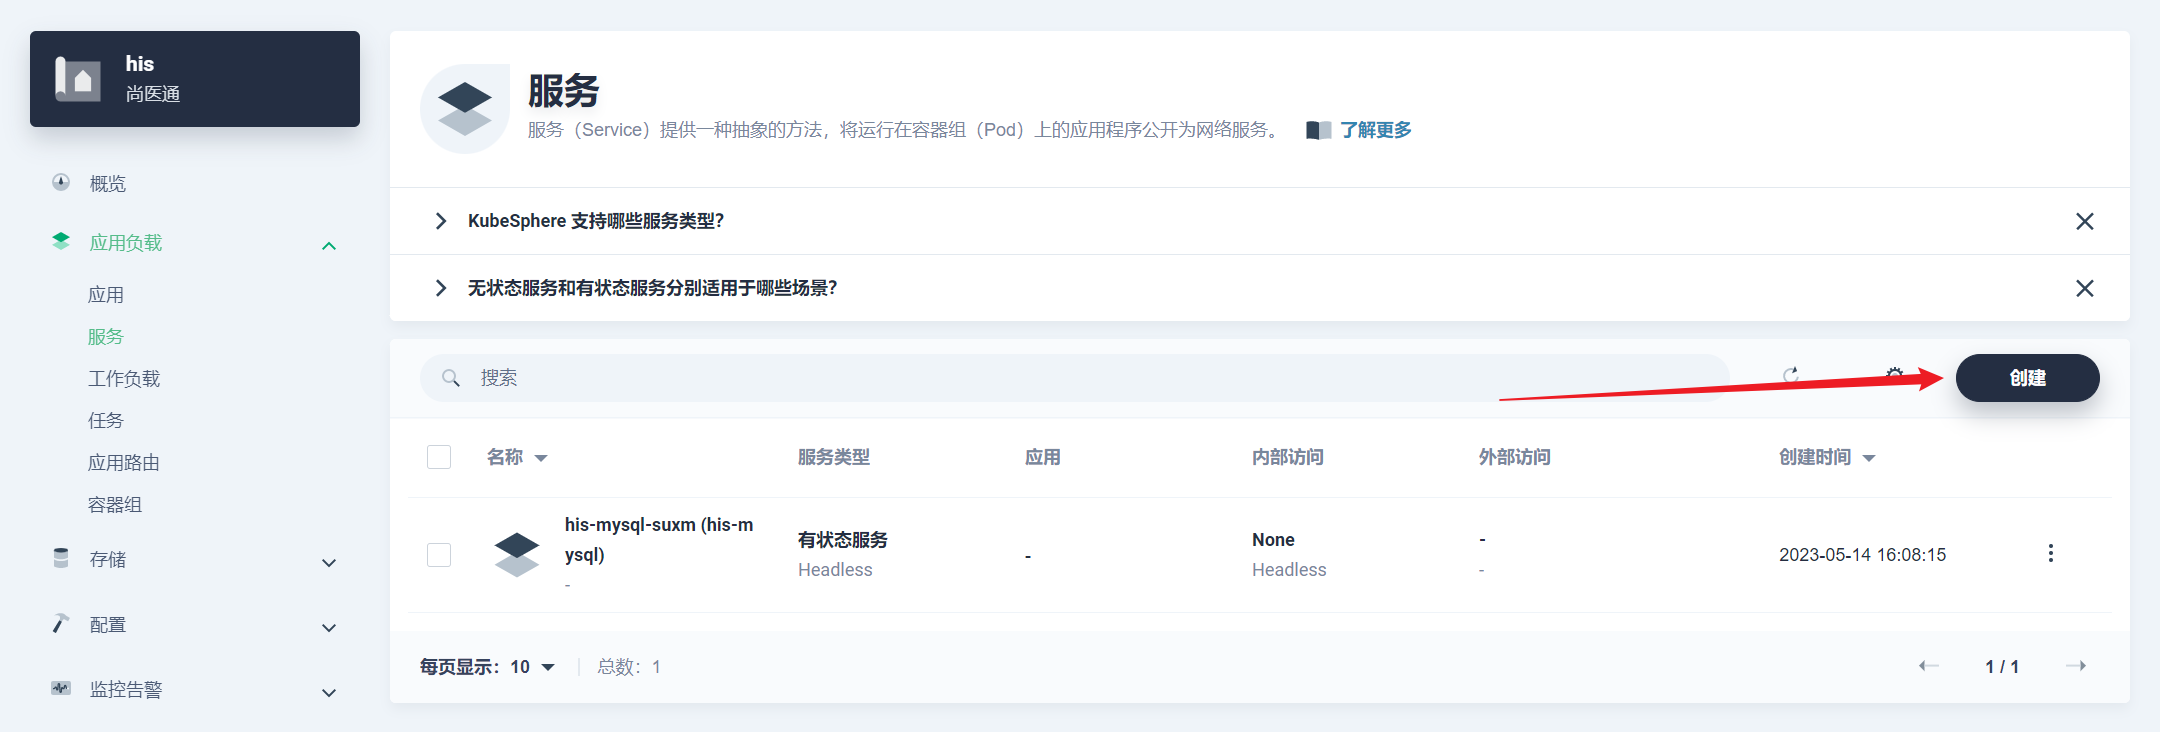 his
尚医通
概览
应用负载
应用
服务
工作负载
任务
应用路由
容器组
存储
配置
监控告警
服务
服务（Service）提供一种抽象的方法，将运行在容器组（Pod）上的应用程序公开为网络服务。 了解更多
KubeSphere 支持哪些服务类型？
无状态服务和有状态服务分别适用于哪些场景？
搜索
创建
名称 服务类型 应用 内部访问 外部访问 创建时间
his-mysql-suxm (his-m
ysql)
-
有状态服务
Headless
-
None
Headless
-
-
2023-05-14 16:08:15
每页显示：10 总数：1
1 / 1